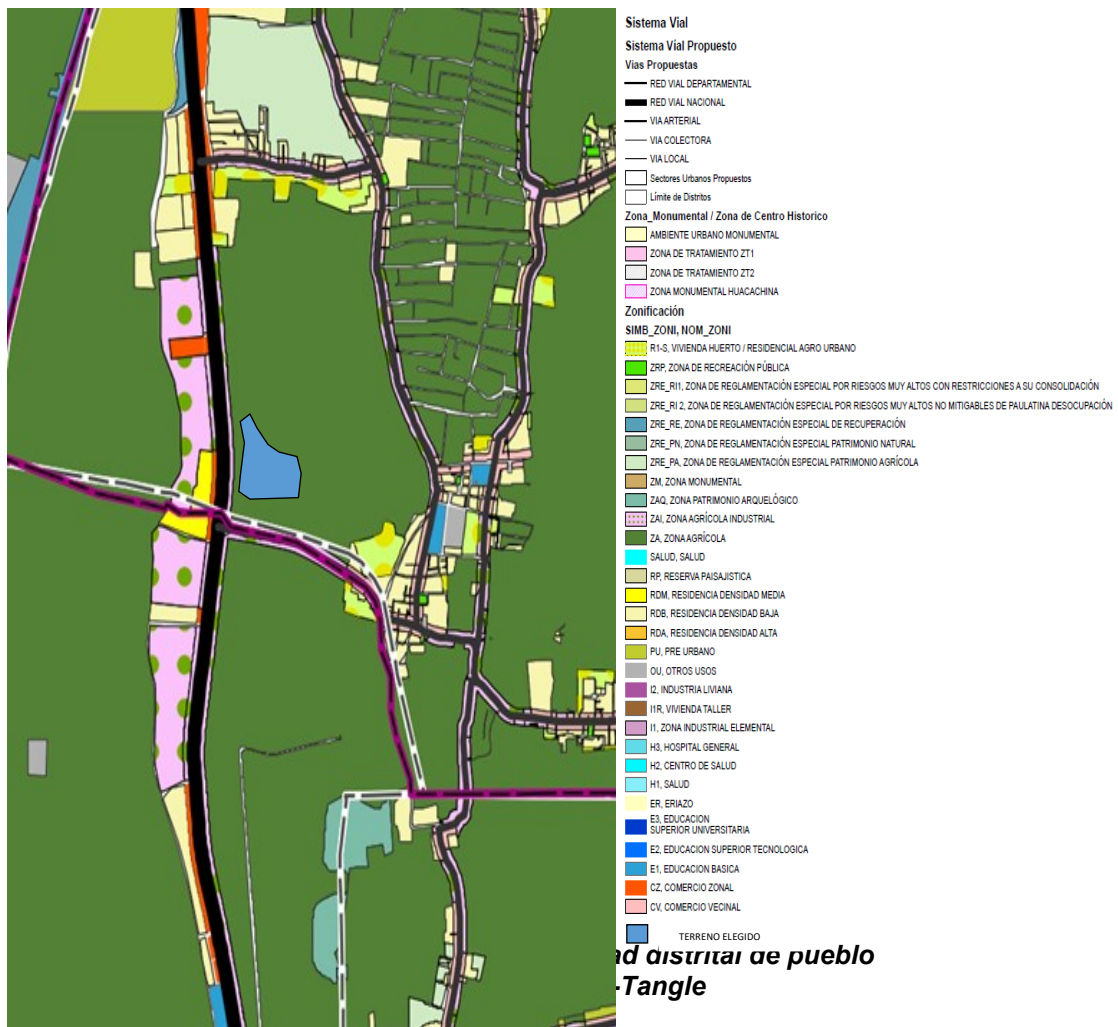 Sistema Vial
Sistema Vial Propuesto
Vias Propuestas
RED VIAL DEPARTAMENTAL
RED VIAL NACIONAL
VIA ARTERIAL
VIA COLECTORA
VIA LOCAL
Sectores Urbanos Propuestos
Límite de Distritos
Zona_Monumental / Zona de Centro Historico
AMBIENTE URBANO MONUMENTAL
ZONA DE TRATAMIENTO ZT1
ZONA DE TRATAMIENTO ZT2
ZONA MONUMENTAL HUACACHINA
Zonificación
SIMB_ZONI, NOM_ZONI
R1-S, VIVIENDA HUERTO / RESIDENCIAL AGRO URBANO
ZRP, ZONA DE RECREACIÓN PÚBLICA
ZRE_RI1, ZONA DE REGLAMENTACIÓN ESPECIAL POR RIESGOS MUY ALTOS CON RESTRICCIONES A SU CONSOLIDACIÓN
ZRE_RI 2, ZONA DE REGLAMENTACIÓN ESPECIAL POR RIESGOS MUY ALTOS NO MITIGABLES DE PAULATINA DESOCUPACIÓN
ZRE_RE, ZONA DE REGLAMENTACIÓN ESPECIAL DE RECUPERACIÓN
ZRE_PN, ZONA DE REGLAMENTACIÓN ESPECIAL PATRIMONIO NATURAL
ZRE_PA, ZONA DE REGLAMENTACIÓN ESPECIAL PATRIMONIO AGRÍCOLA
ZM, ZONA MONUMENTAL
ZAQ, ZONA PATRIMONIO ARQUELÓGICO
ZAI, ZONA AGRÍCOLA INDUSTRIAL
ZA, ZONA AGRÍCOLA
SALUD, SALUD
RP, RESERVA PAISAJISTICA
RDM, RESIDENCIA DENSIDAD MEDIA
RDB, RESIDENCIA DENSIDAD BAJA
RDA, RESIDENCIA DENSIDAD ALTA
PU, PRE URBANO
OU, OTROS USOS
I2, INDUSTRIA LIVIANA
I1R, VIVIENDA TALLER
I1, ZONA INDUSTRIAL ELEMENTAL
H3, HOSPITAL GENERAL
H2, CENTRO DE SALUD
H1, SALUD
ER, ERIAZO
E3, EDUCACION
SUPERIOR UNIVERSITARIA
E2, EDUCACION SUPERIOR TECNOLOGICA
E1, EDUCACION BASICA
CZ, COMERCIO ZONAL
CV, COMERCIO VECINAL
TERRENO ELEGIDO
ad distrital de pueblo
-Tangle